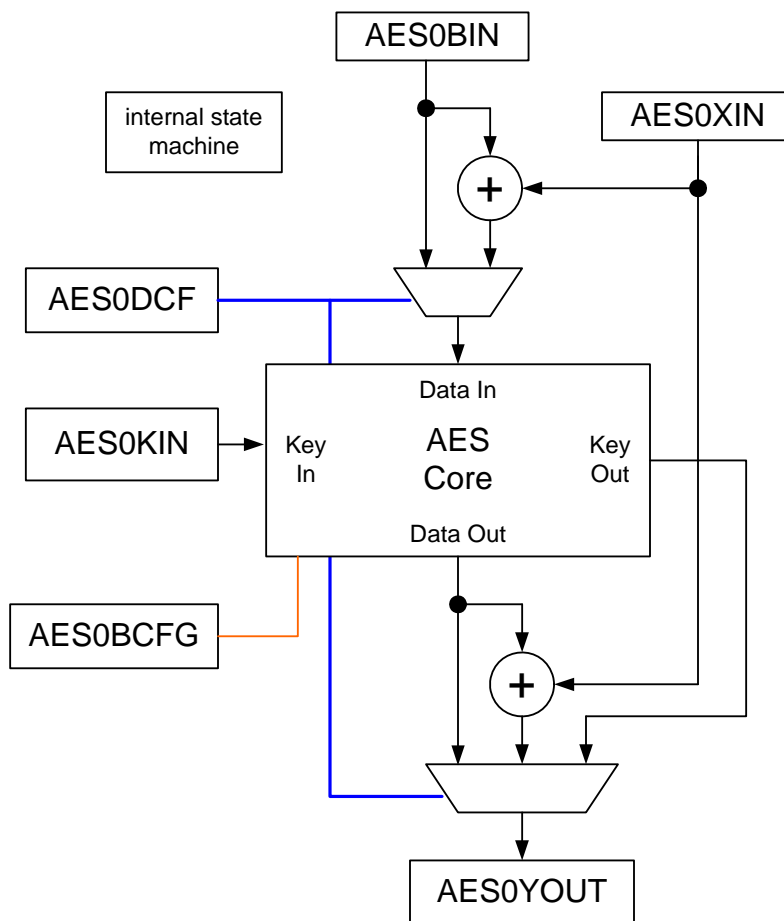 AES0BIN
internal state
machine
AES0XIN
+
AES0DCF
Data In
AES0KIN
Key
In
AES
Core
Key
Out
Data Out
AES0BCFG
+
AES0YOUT